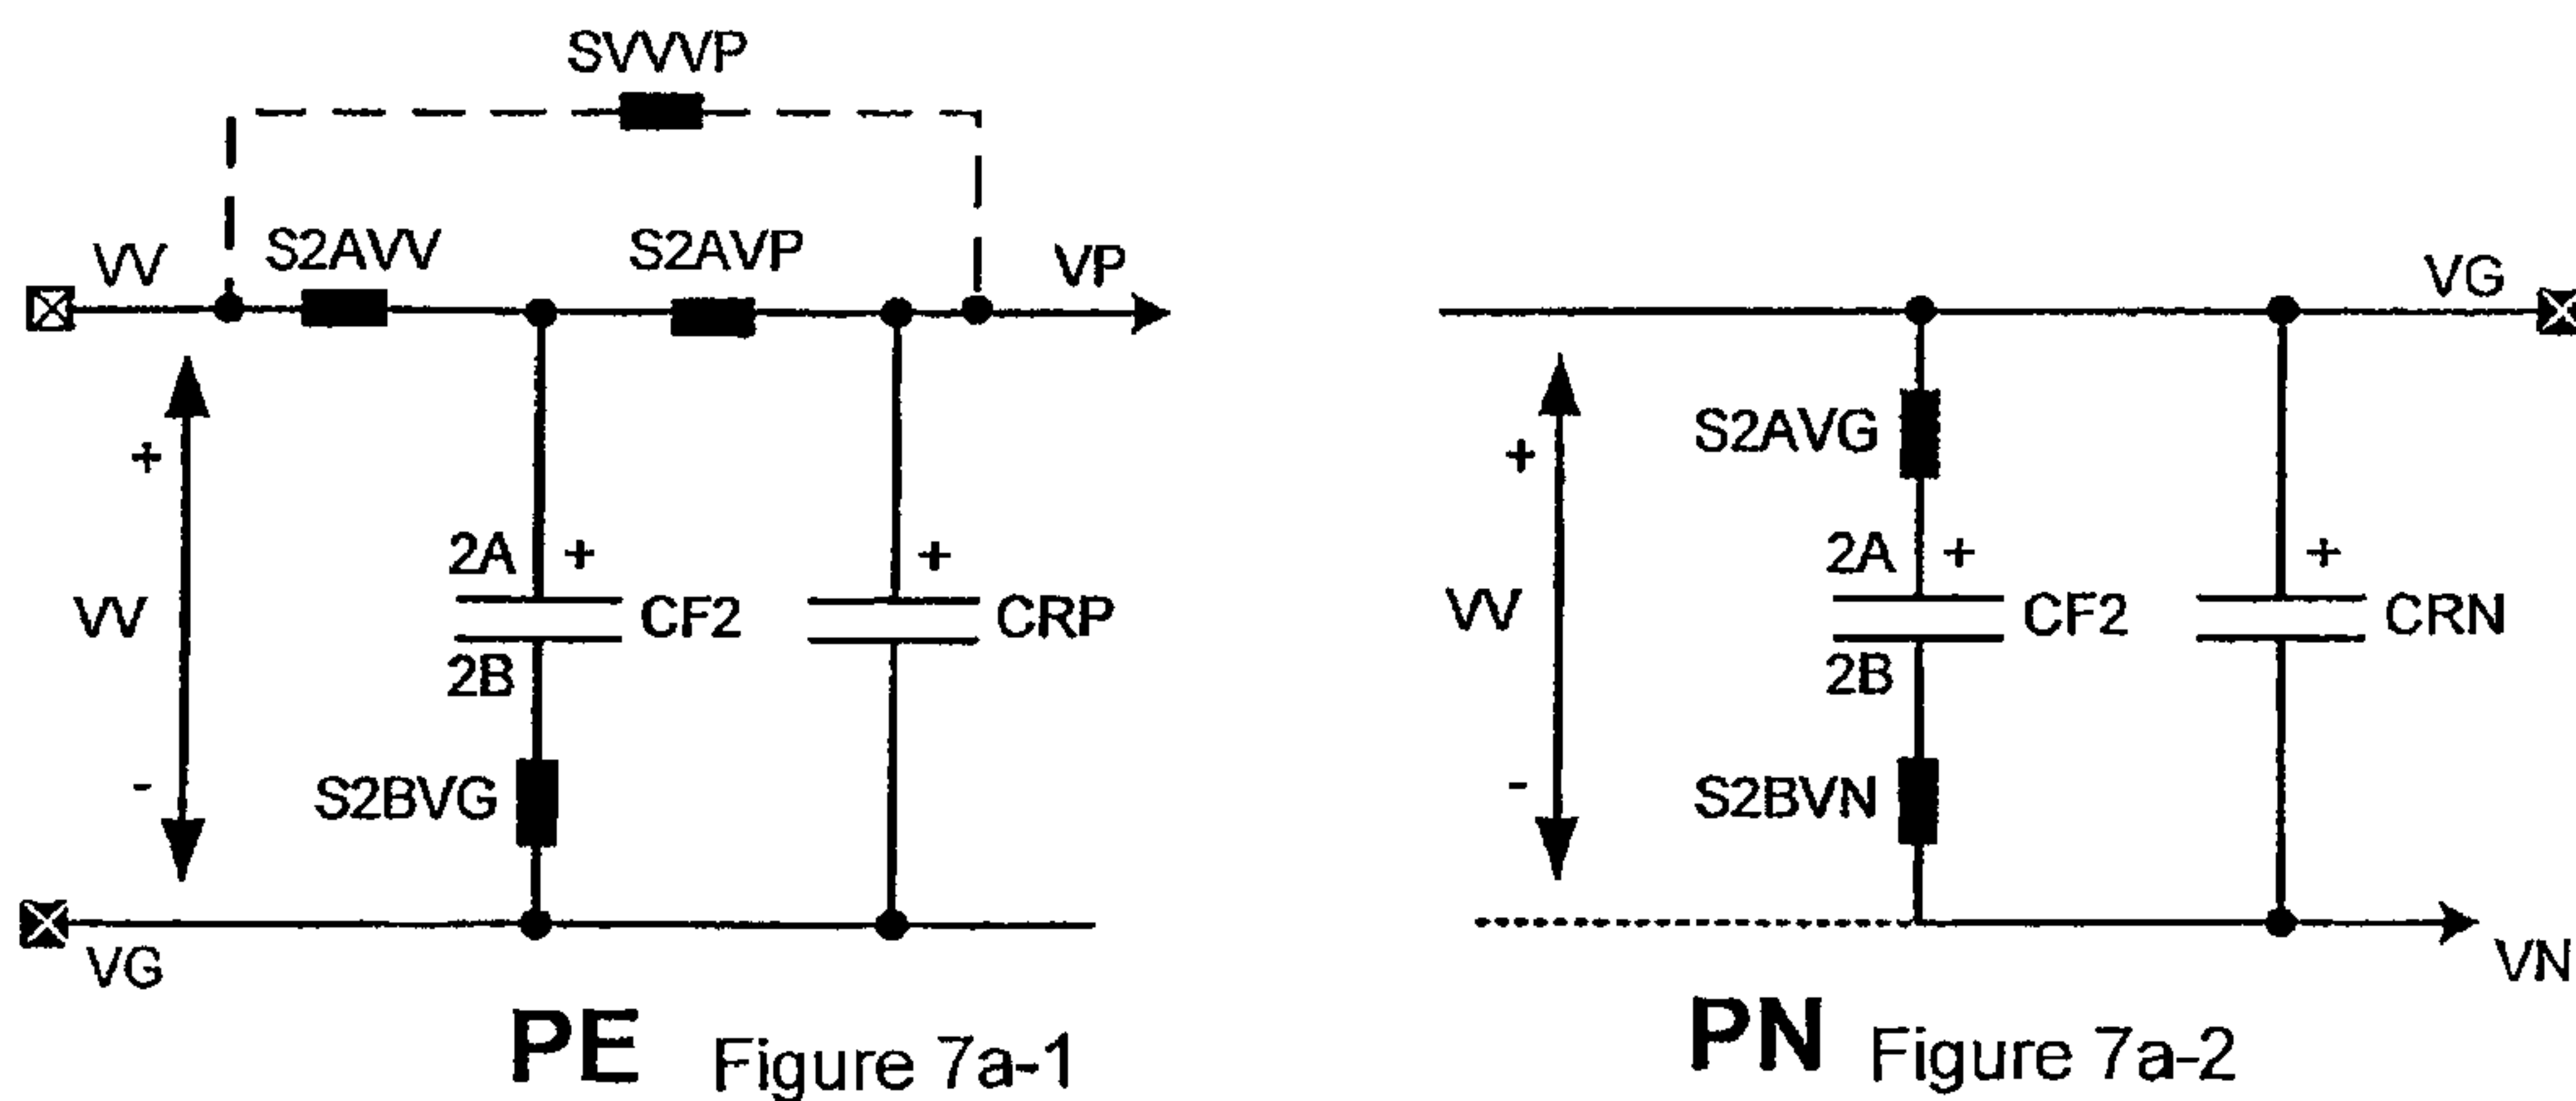 SVVVP
VV
S2AVV
S2AVP
VP
+
VV
-
2A
+
CF2
2B
+
CRP
S2BVG
VG
PE Figure 7a-1
VG
S2AVG
+
VV
-
2A
+
CF2
2B
+
CRN
S2BVN
VN
PN Figure 7a-2